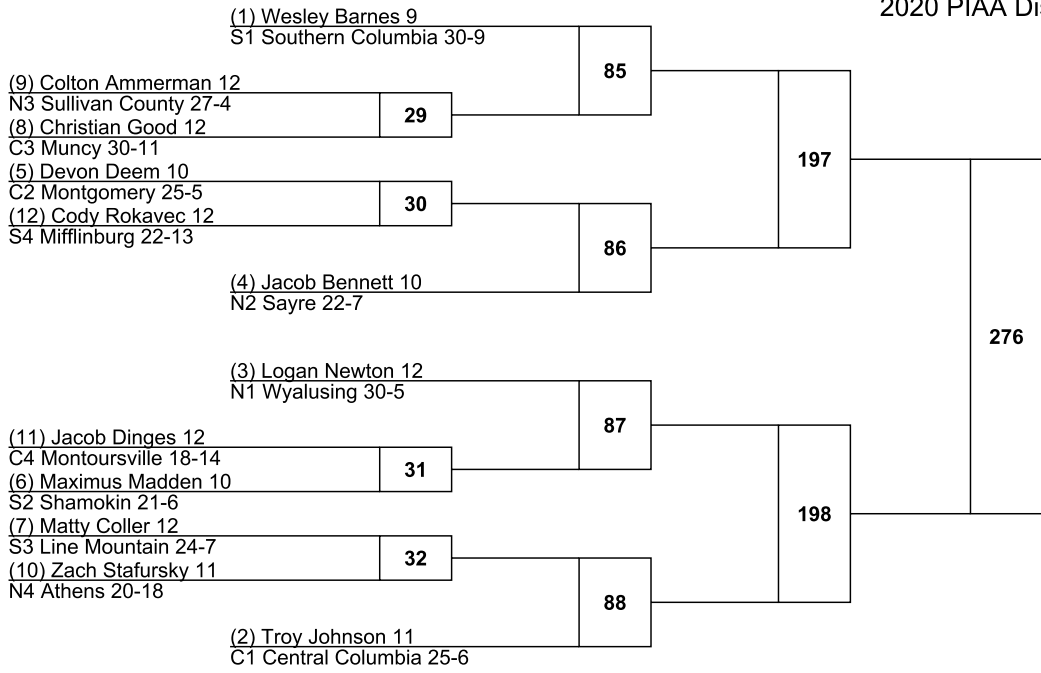 2020 PIAA Dis
(1) Wesley Barnes 9
S1 Southern Columbia 30-9
85
(9) Colton Ammerman 12
N3 Sullivan County 27-4
29
(8) Christian Good 12
C3 Muncy 30-11
197
(5) Devon Deem 10
C2 Montgomery 25-5
30
(12) Cody Rokavec 12
S4 Mifflinburg 22-13
86
(4) Jacob Bennett 10
N2 Sayre 22-7
276
(3) Logan Newton 12
N1 Wyalusing 30-5
87
(11) Jacob Dinges 12
C4 Montoursville 18-14
31
(6) Maximus Madden 10
S2 Shamokin 21-6
198
(7) Matty Coller 12
S3 Line Mountain 24-7
32
(10) Zach Stafursky 11
N4 Athens 20-18
88
(2) Troy Johnson 11
C1 Central Columbia 25-6